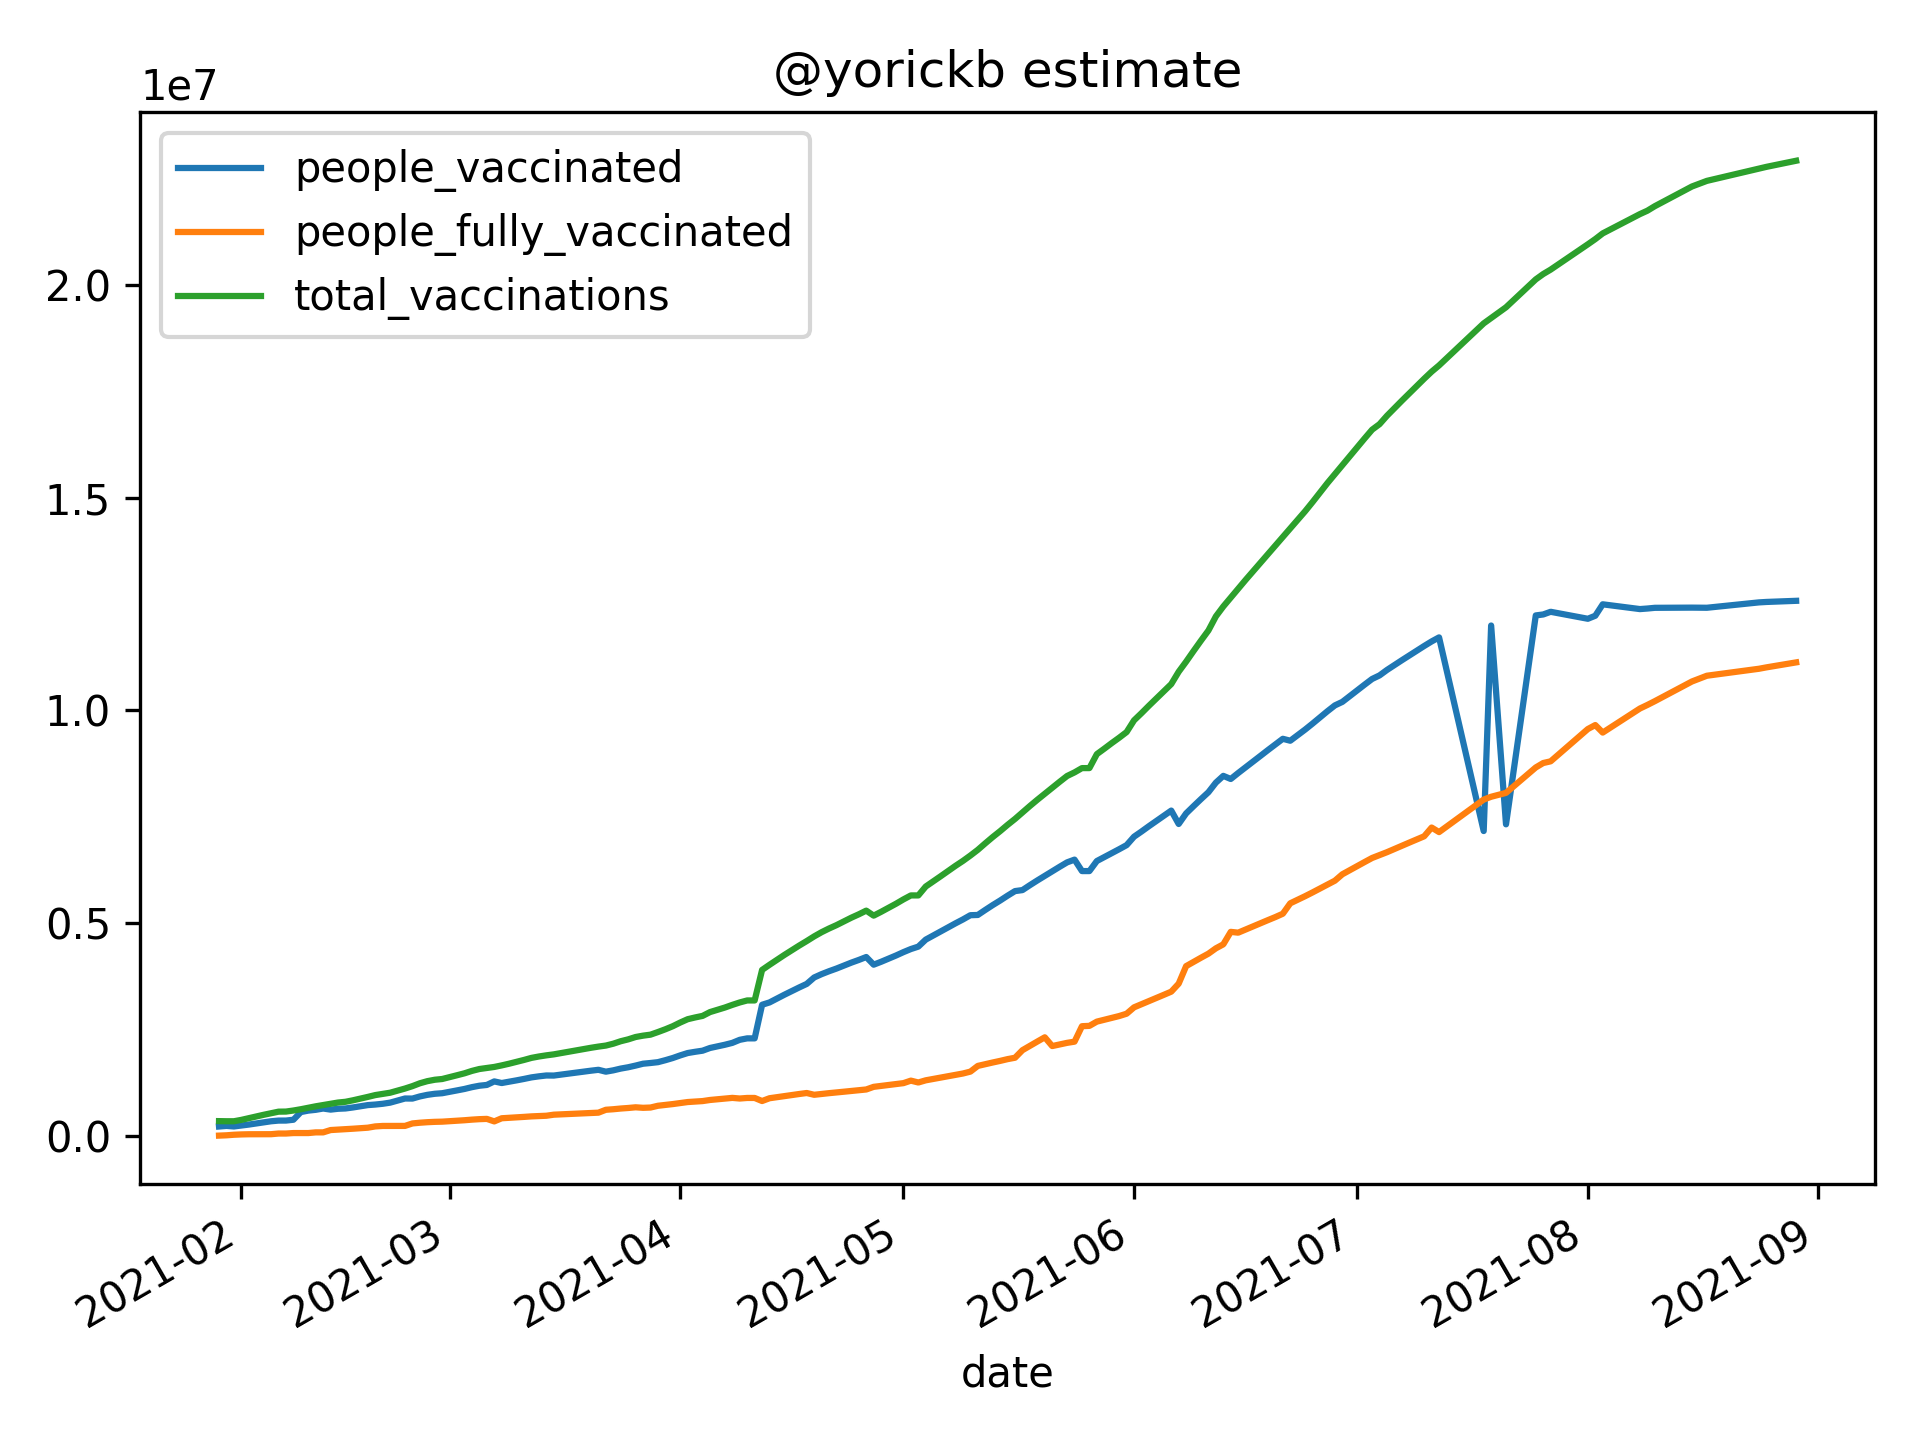 @yorickb estimate
1e7
people_vaccinated
people_fully_vaccinated
total_vaccinations
2.0
1.5
1.0
0.5
0.0
2021-02
2021-03
2021-04
2021-05
2021-06
2021-07
2021-08
2021-09
date